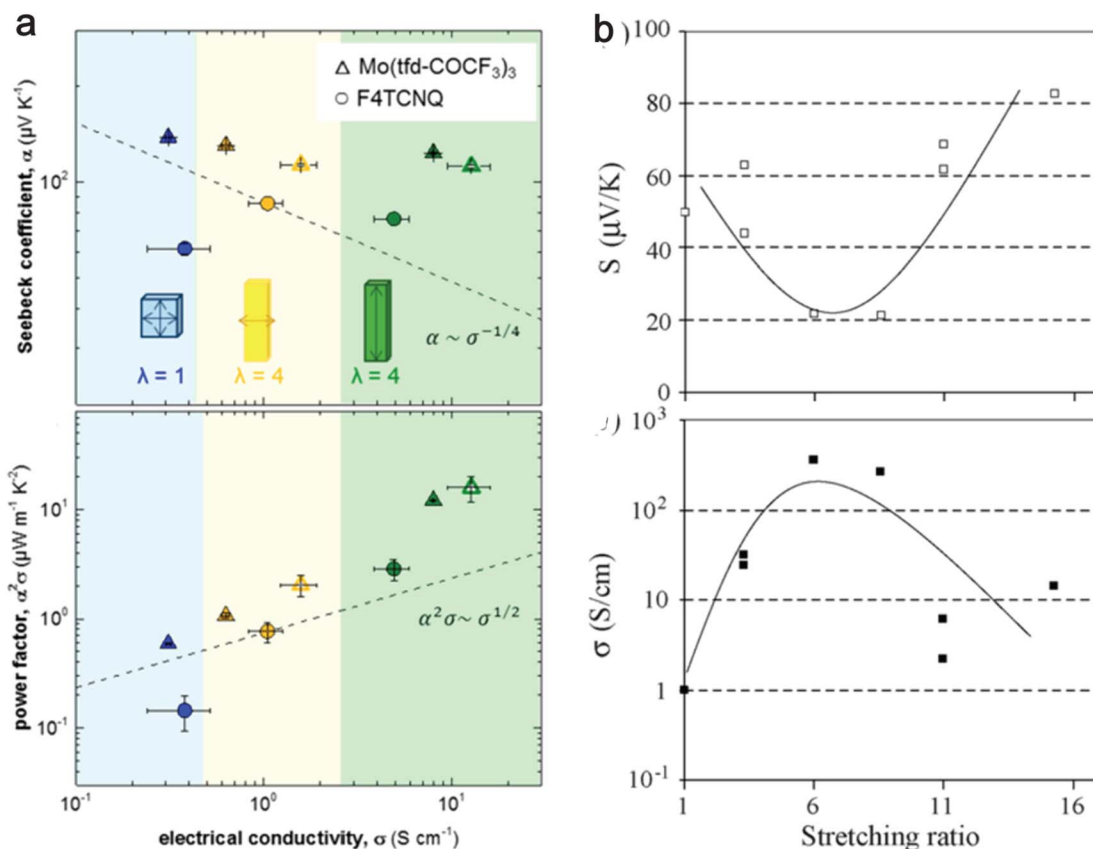 a
Seebeck coefficient, α (µV K⁻¹)
10²
△ Mo(tfd-COCF₃)₃
○ F4TCNQ
λ = 1
λ = 4
λ = 4
α ~ σ⁻¹/⁴
power factor, α²σ (µW m⁻¹ K⁻²)
10¹
10⁰
10⁻¹
α²σ~ σ¹/²
10⁻¹
10⁰
10¹
electrical conductivity, σ (S cm⁻¹)
b
S (µV/K)
100
80
60
40
20
0
σ (S/cm)
10³
10²
10
1
10⁻¹
1
6
11
16
Stretching ratio